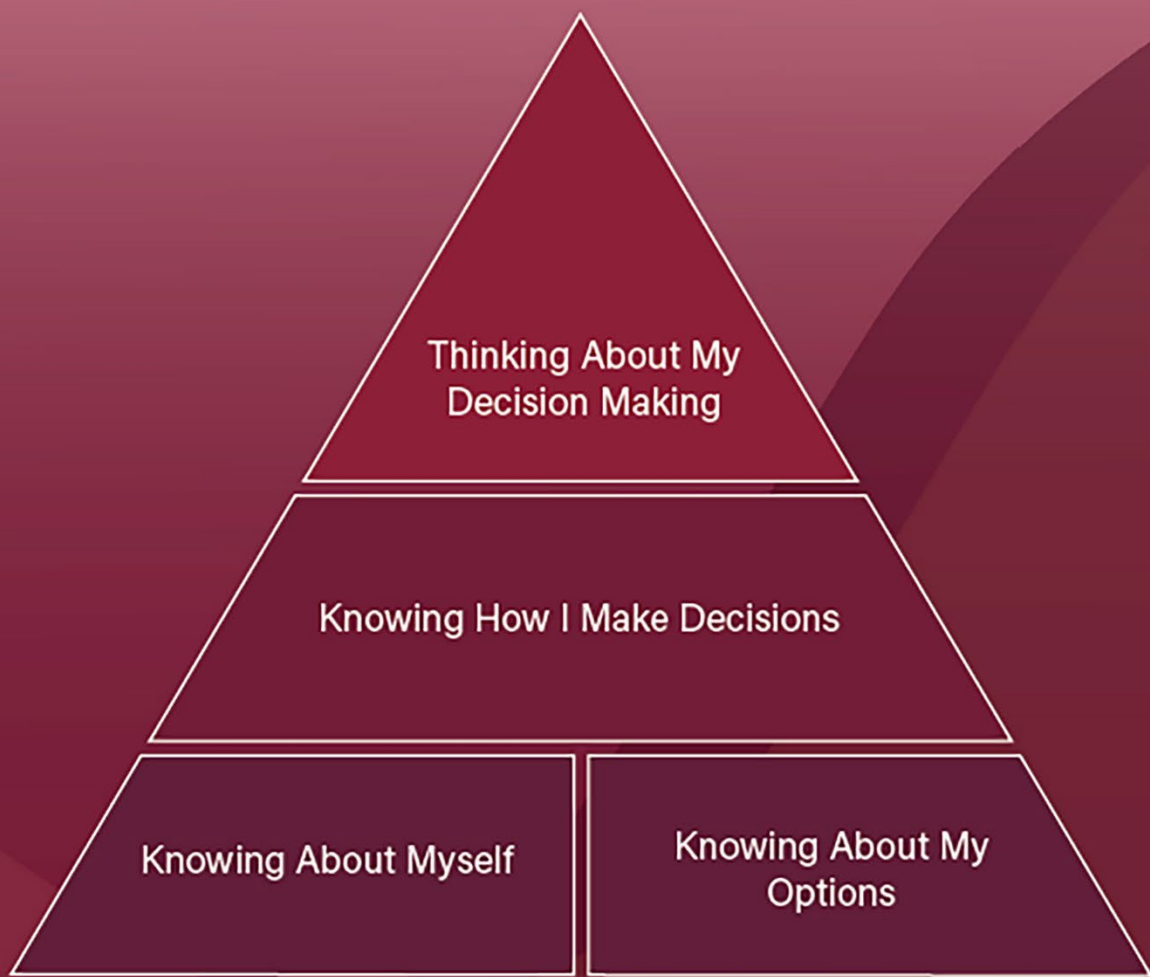 Thinking About My
Decision Making
Knowing How I Make Decisions
Knowing About Myself
Knowing About My
Options